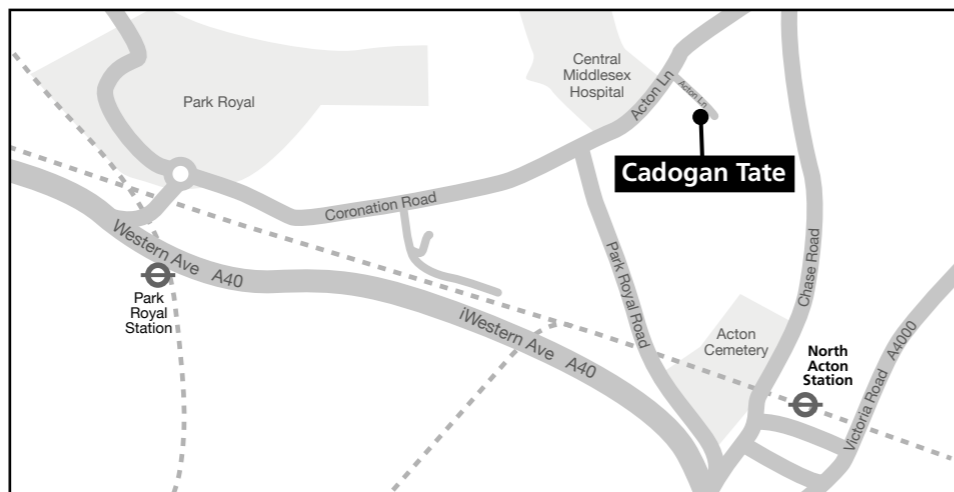 Central
Middlesex
Hospital
Acton Ln
Acton Ln
Park Royal
Cadogan Tate
Coronation Road
Western Ave A40
Park
Royal
Station
iWestern Ave A40
Park Royal Road
Chase Road
Acton
Cemetery
North
Acton
Station
Victoria Road A4000